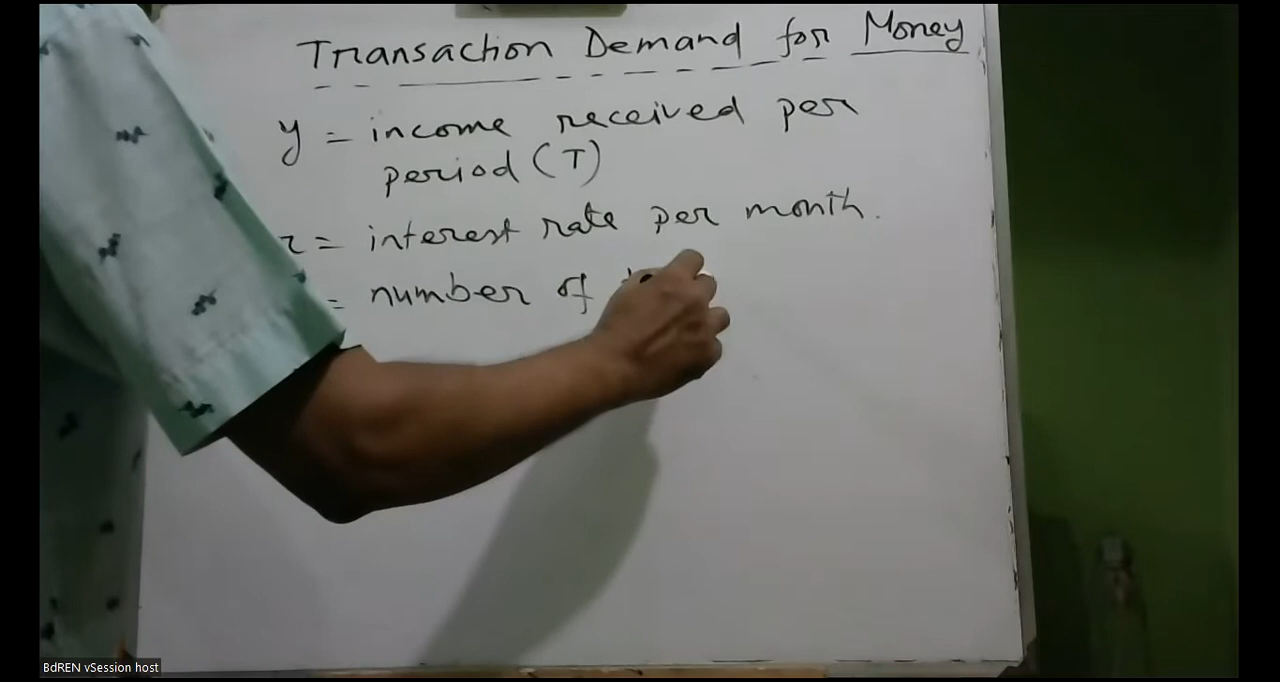 Transaction Demand for Money
y = income received per
period (T)
r = interest rate per month.
= number of
BdREN vSession host